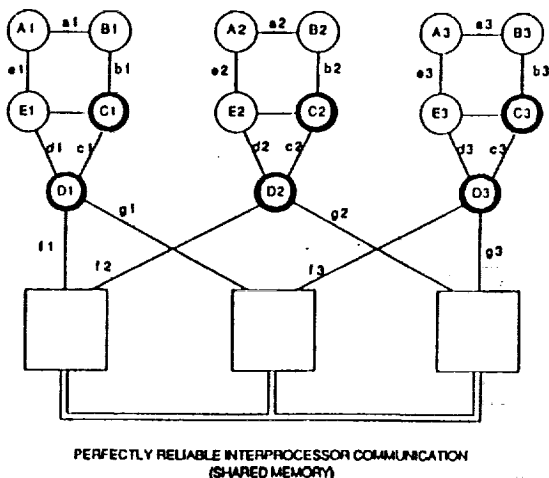 A1 a1 B1 A2 a2 B2 A3 a3 B3
e1 b1 e2 b2 e3 b3
E1 C1 E2 C2 E3 C3
d1 c1 d2 c2 d3 c3
D1 D2 D3
g1 g2
f1 f2 f3 g3
PERFECTLY RELIABLE INTERPROCESSOR COMMUNICATION
(SHARED MEMORY)